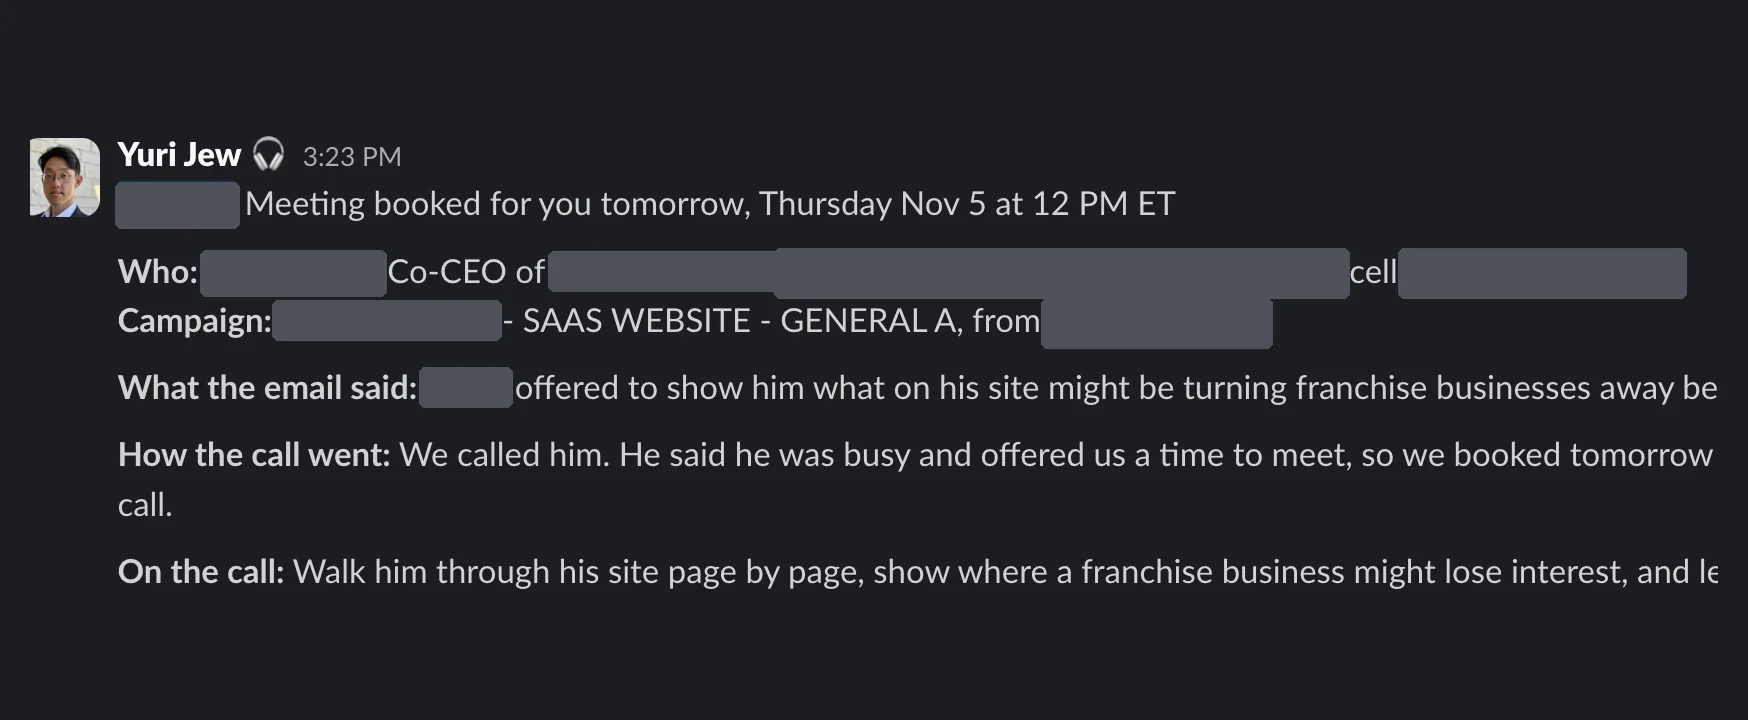 Yuri Jew 3:23 PM
Meeting booked for you tomorrow, Thursday Nov 5 at 12 PM ET
Who: Co-CEO of cell
Campaign: - SAAS WEBSITE - GENERAL A, from
What the email said: offered to show him what on his site might be turning franchise businesses away be
How the call went: We called him. He said he was busy and offered us a time to meet, so we booked tomorrow
call.
On the call: Walk him through his site page by page, show where a franchise business might lose interest, and le